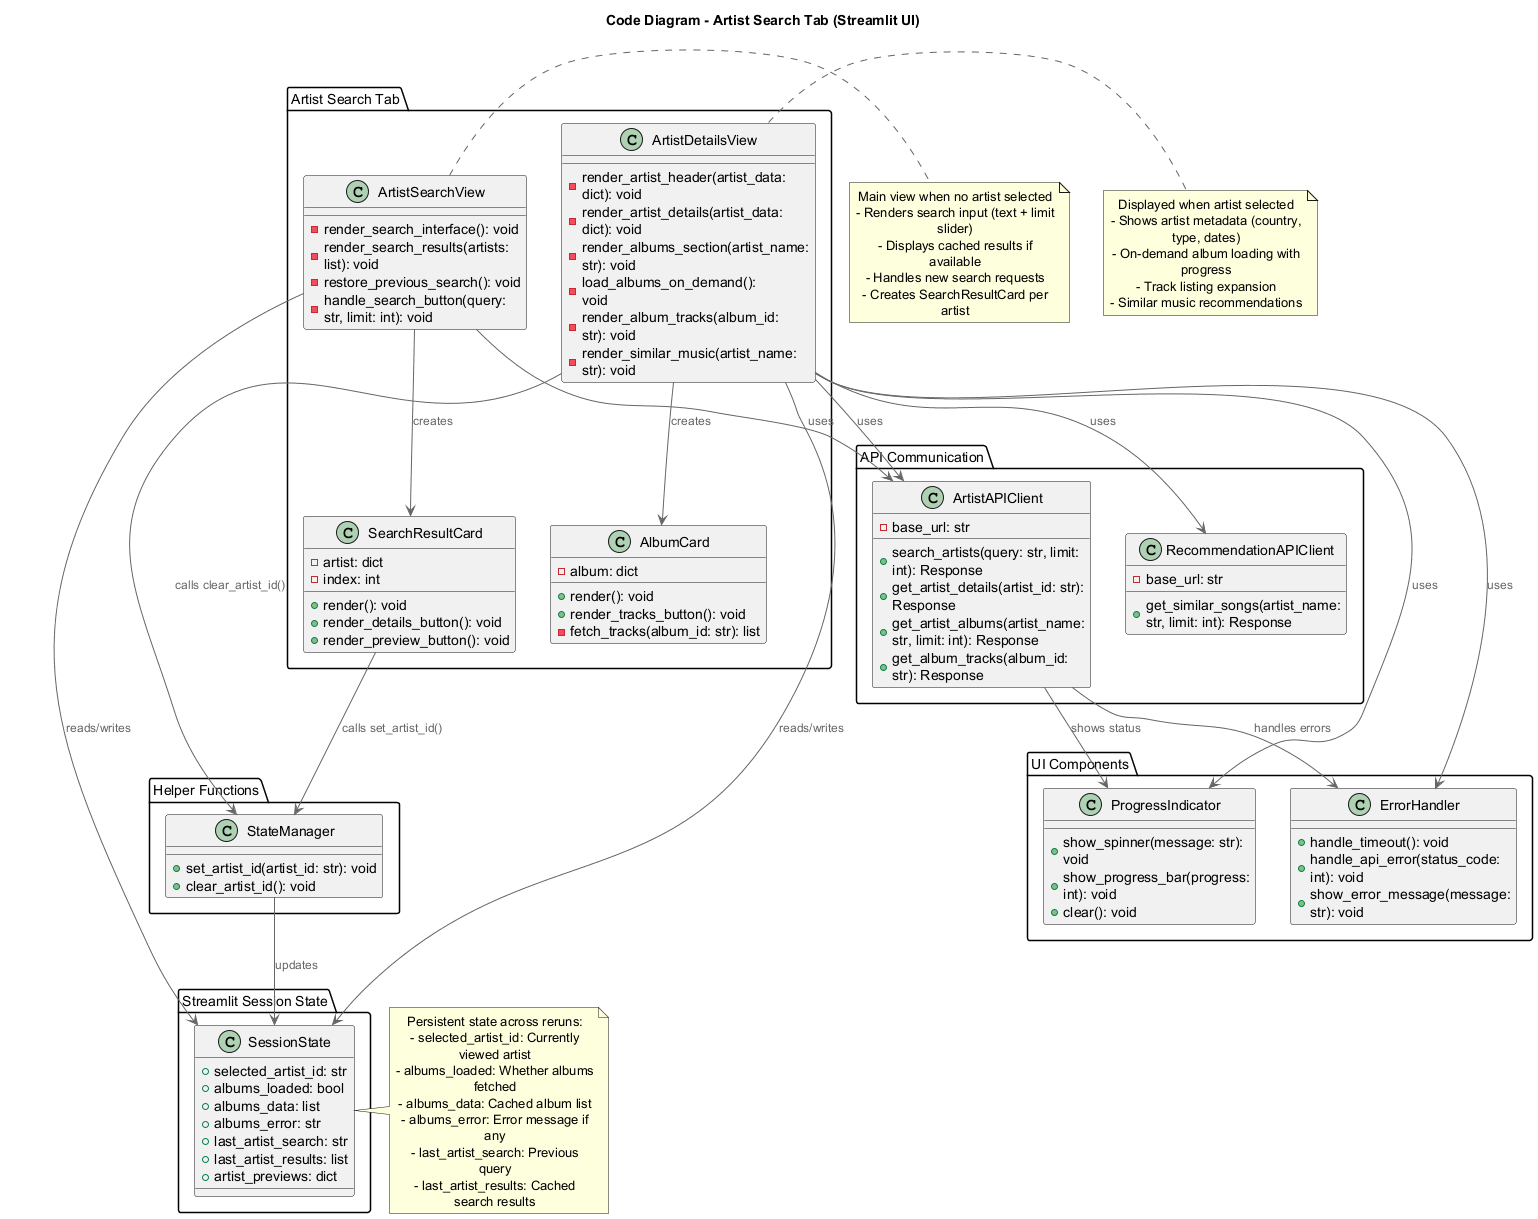 Code Diagram - Artist Search Tab (Streamlit UI)
Artist Search Tab
C ArtistSearchView
render_search_interface(): void
render_search_results(artists:
list): void
restore_previous_search(): void
handle_search_button(query:
str, limit: int): void
C ArtistDetailsView
render_artist_header(artist_data:
dict): void
render_artist_details(artist_data:
dict): void
render_albums_section(artist_name:
str): void
load_albums_on_demand():
void
render_album_tracks(album_id:
str): void
render_similar_music(artist_name:
str): void
Main view when no artist selected
- Renders search input (text + limit
slider)
- Displays cached results if
available
- Handles new search requests
- Creates SearchResultCard per
artist
Displayed when artist selected
- Shows artist metadata (country,
type, dates)
- On-demand album loading with
progress
- Track listing expansion
- Similar music recommendations
creates
creates
uses
uses
uses
C SearchResultCard
artist: dict
index: int
render(): void
render_details_button(): void
render_preview_button(): void
C AlbumCard
album: dict
render(): void
render_tracks_button(): void
fetch_tracks(album_id: str): list
API Communication
C ArtistAPIClient
base_url: str
search_artists(query: str, limit:
int): Response
get_artist_details(artist_id: str):
Response
get_artist_albums(artist_name:
str, limit: int): Response
get_album_tracks(album_id:
str): Response
C RecommendationAPIClient
base_url: str
get_similar_songs(artist_name:
str, limit: int): Response
calls clear_artist_id()
uses
uses
reads/writes
calls set_artist_id()
reads/writes
shows status
handles errors
Helper Functions
C StateManager
set_artist_id(artist_id: str): void
clear_artist_id(): void
UI Components
C ProgressIndicator
show_spinner(message: str):
void
show_progress_bar(progress:
int): void
clear(): void
C ErrorHandler
handle_timeout(): void
handle_api_error(status_code:
int): void
show_error_message(message:
str): void
updates
Streamlit Session State
C SessionState
selected_artist_id: str
albums_loaded: bool
albums_data: list
albums_error: str
last_artist_search: str
last_artist_results: list
artist_previews: dict
Persistent state across reruns:
- selected_artist_id: Currently
viewed artist
- albums_loaded: Whether albums
fetched
- albums_data: Cached album list
- albums_error: Error message if
any
- last_artist_search: Previous
query
- last_artist_results: Cached
search results